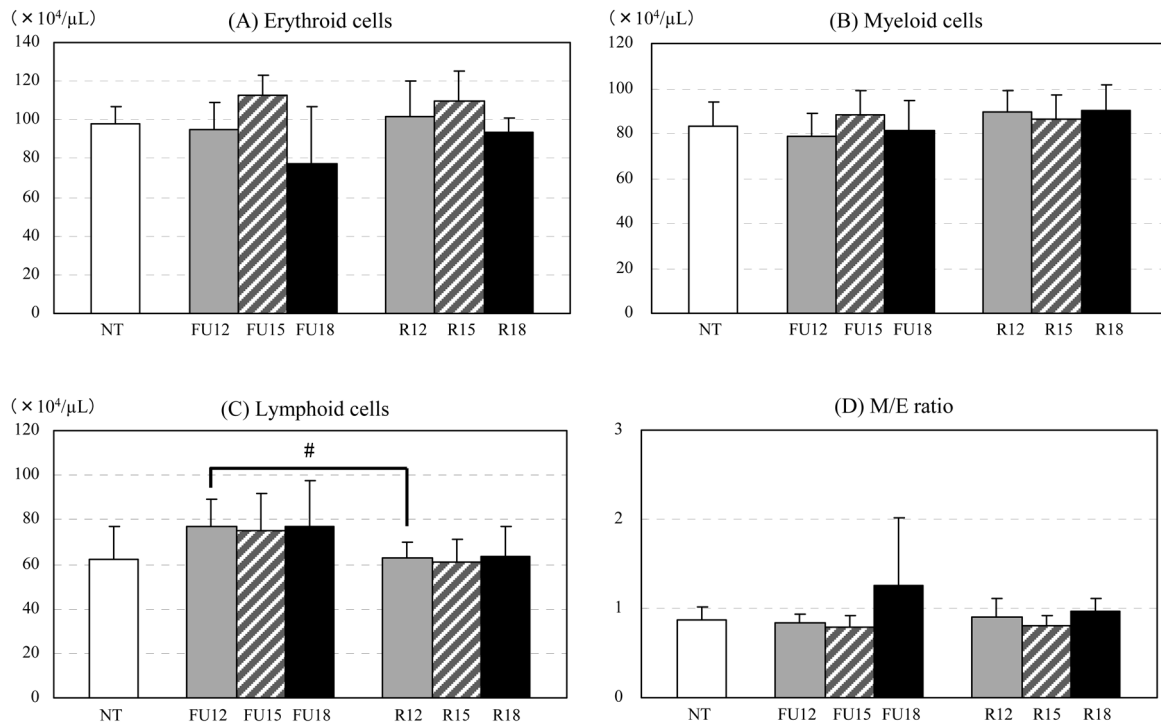 (×10⁴/µL)
(A) Erythroid cells
140
120
100
80
60
40
20
0
NT FU12 FU15 FU18 R12 R15 R18
(×10⁴/µL)
(B) Myeloid cells
120
100
80
60
40
20
0
NT FU12 FU15 FU18 R12 R15 R18
(×10⁴/µL)
(C) Lymphoid cells
120
100
80
60
40
20
0
#
NT FU12 FU15 FU18 R12 R15 R18
(D) M/E ratio
3
2
1
0
NT FU12 FU15 FU18 R12 R15 R18